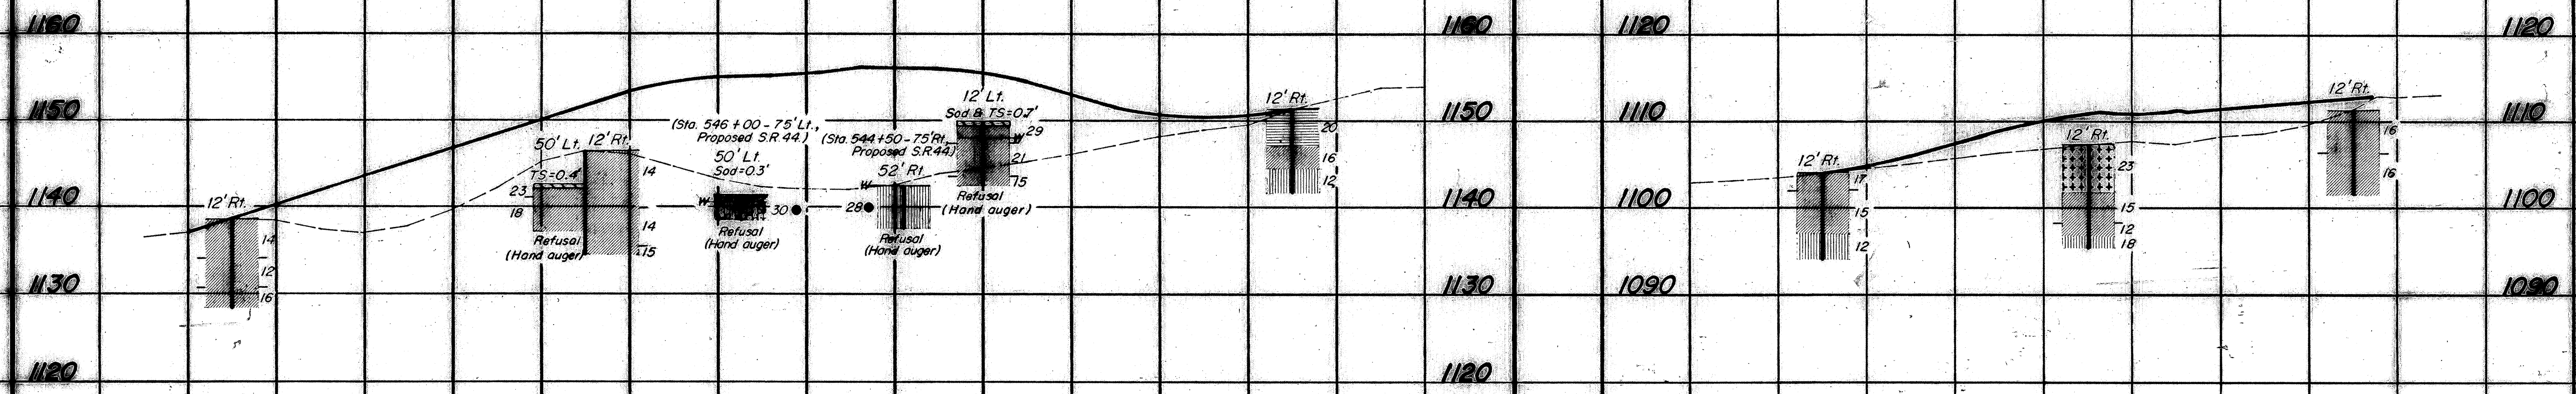 1160
1160
1120
1120
1150
1150
1110
1110
1140
1140
1100
1100
1130
1130
1090
1090
1120
1120
12' Rt.
14
12
16
50' Lt.
TS=0.4'
23
18
Refusal
(Hand auger)
12' Rt.
14
14
15
(Sta. 546+00-75' Lt.,
Proposed S.R. 44.)
50' Lt.
Sod=0.3'
W
30
Refusal
(Hand auger)
(Sta. 544+50-75' Rt.,
Proposed S.R. 44)
52' Rt.
W
28
Refusal
(Hand auger)
12' Lt.
Sod & TS=0.7'
29
W
21
15
Refusal
(Hand auger)
12' Rt.
20
16
12
12' Rt.
17
15
12
12' Rt.
23
15
12
18
12' Rt.
16
16